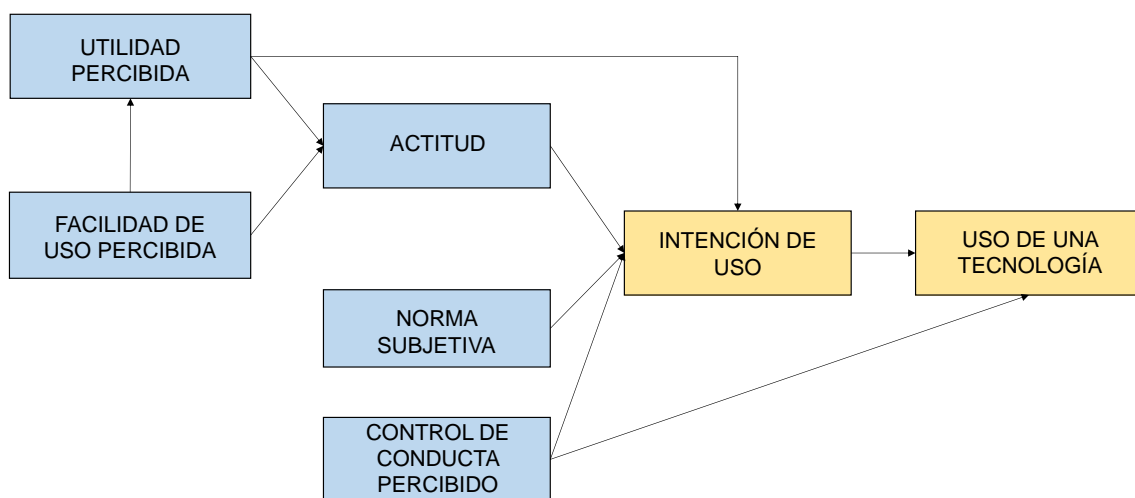 UTILIDAD
PERCIBIDA
ACTITUD
FACILIDAD DE
USO PERCIBIDA
INTENCIÓN DE
USO
USO DE UNA
TECNOLOGÍA
NORMA
SUBJETIVA
CONTROL DE
CONDUCTA
PERCIBIDO